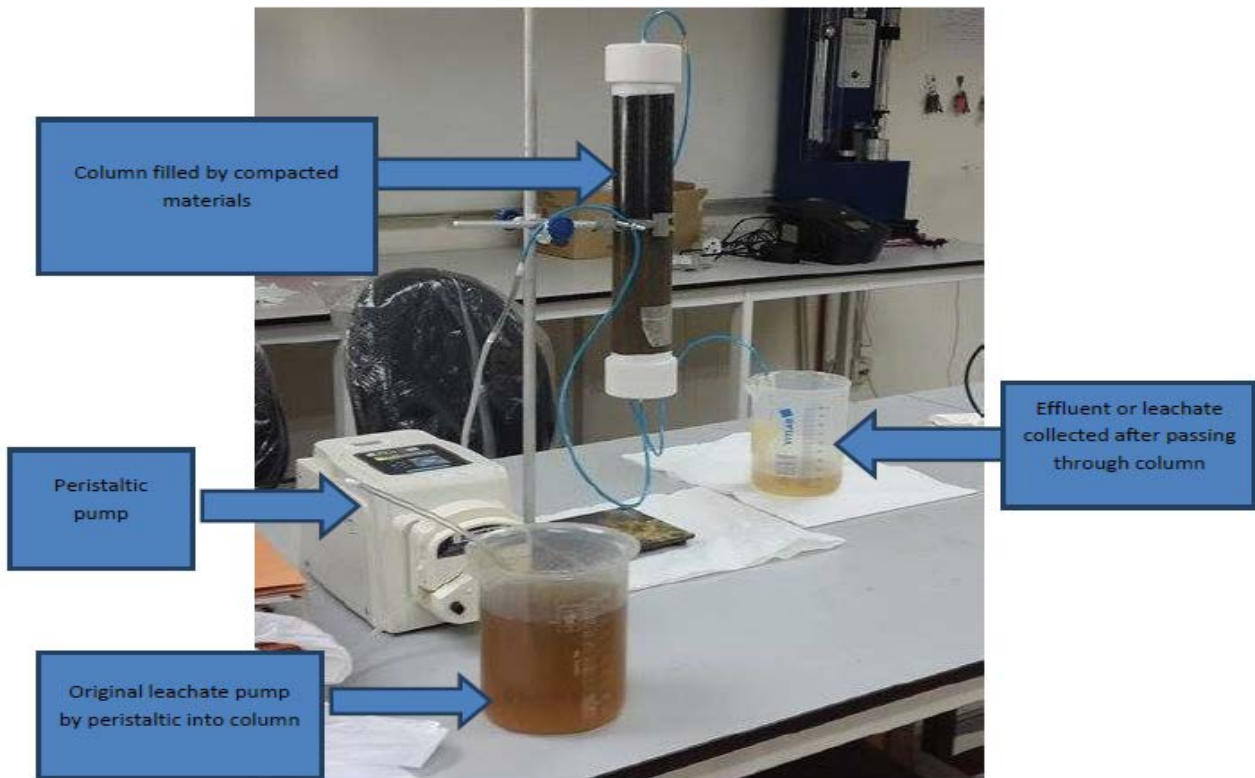 Column filled by compacted
materials
Peristaltic
pump
Original leachate pump
by peristaltic into column
Effluent or leachate
collected after passing
through column
VITLAB